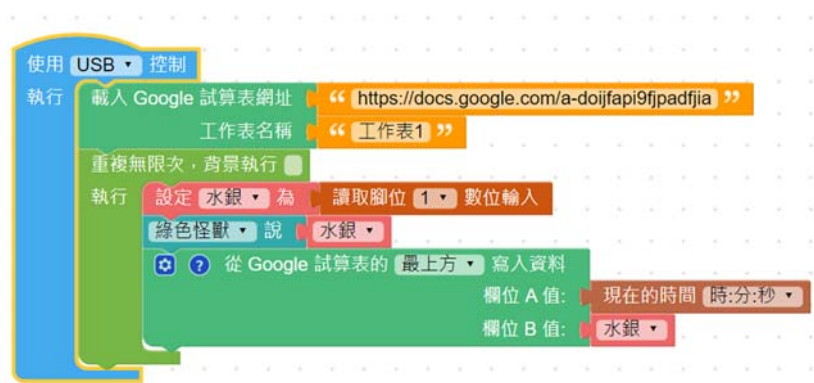 使用 USB 控制
執行 載入 Google 試算表網址 “ https://docs.google.com/a-doijfapi9fjpadfjia ”
工作表名稱 “ 工作表1 ”
重複無限次，背景執行
執行 設定 水銀 為 讀取腳位 1 數位輸入
綠色怪獸 說 水銀
? 從 Google 試算表的 最上方 寫入資料
欄位 A 值: 現在的時間 時:分:秒
欄位 B 值: 水銀